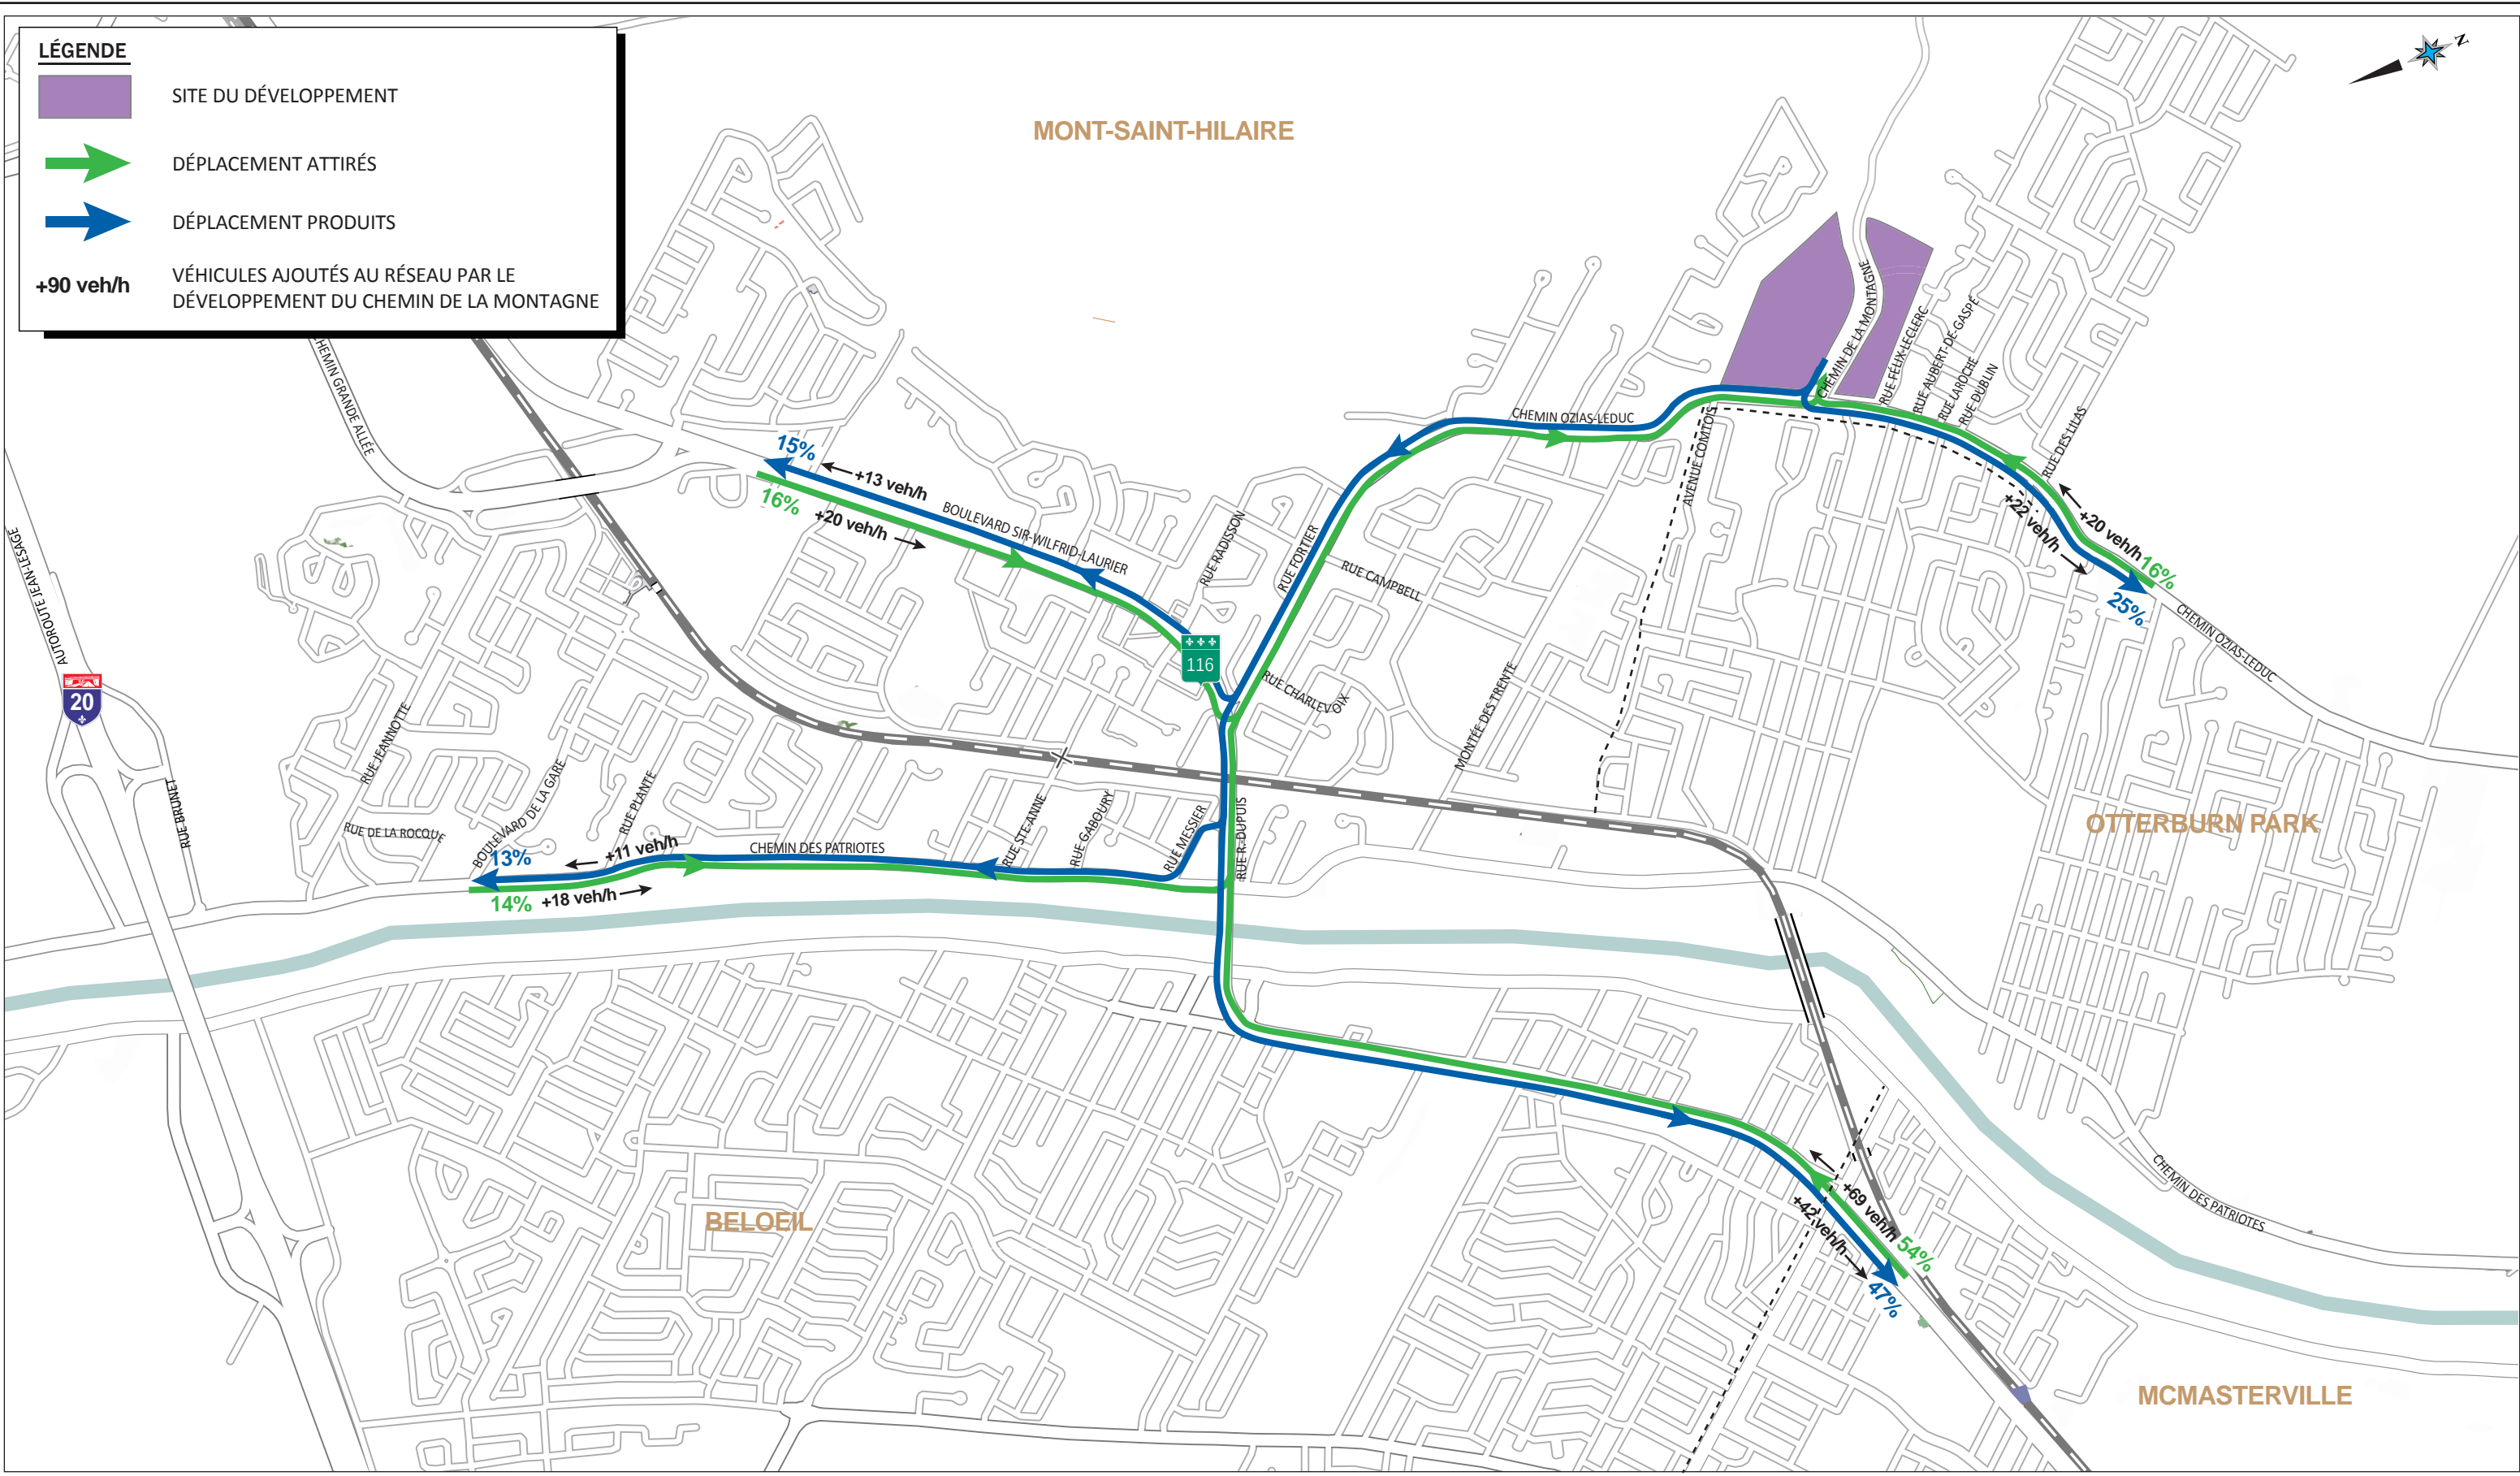 LÉGENDE
SITE DU DÉVELOPPEMENT
DÉPLACEMENT ATTIRÉS
DÉPLACEMENT PRODUITS
+90 veh/h
VÉHICULES AJOUTÉS AU RÉSEAU PAR LE
DÉVELOPPEMENT DU CHEMIN DE LA MONTAGNE
N
MONT-SAINT-HILAIRE
CHEMIN DE LA MONTAGNE
RUE FÉLIX-LECLERC
RUE AUBERT-DE-GASPÉ
RUE LAROCHE
RUE DUBLIN
RUE DES LILAS
CHEMIN OZIAS-LEDUC
AVENUE COMTOIS
CHEMIN GRANDE ALLÉE
15%
+13 veh/h
16%
+20 veh/h
BOULEVARD SIR-WILFRID-LAURIER
RUE RADISSON
RUE FORTIER
RUE CAMPBELL
+22 veh/h
+20 veh/h
16%
25%
CHEMIN OZIAS-LEDUC
AUTOROUTE JEAN-LESAGE
20
116
RUE CHARLEVOIX
MONTÉE DES TRENTE
RUE JEANNOTTE
BOULEVARD DE LA GARE
RUE PLANTE
RUE BRUNET
RUE DE LA ROCQUE
RUE STE-ANNE
RUE GABOURY
RUE MESSIER
RUE R.-DUPUIS
OTTERBURN PARK
13%
+11 veh/h
CHEMIN DES PATRIOTES
14%
+18 veh/h
CHEMIN DES PATRIOTES
BELOEIL
+69 veh/h
+42 veh/h
54%
47%
MCMASTERVILLE